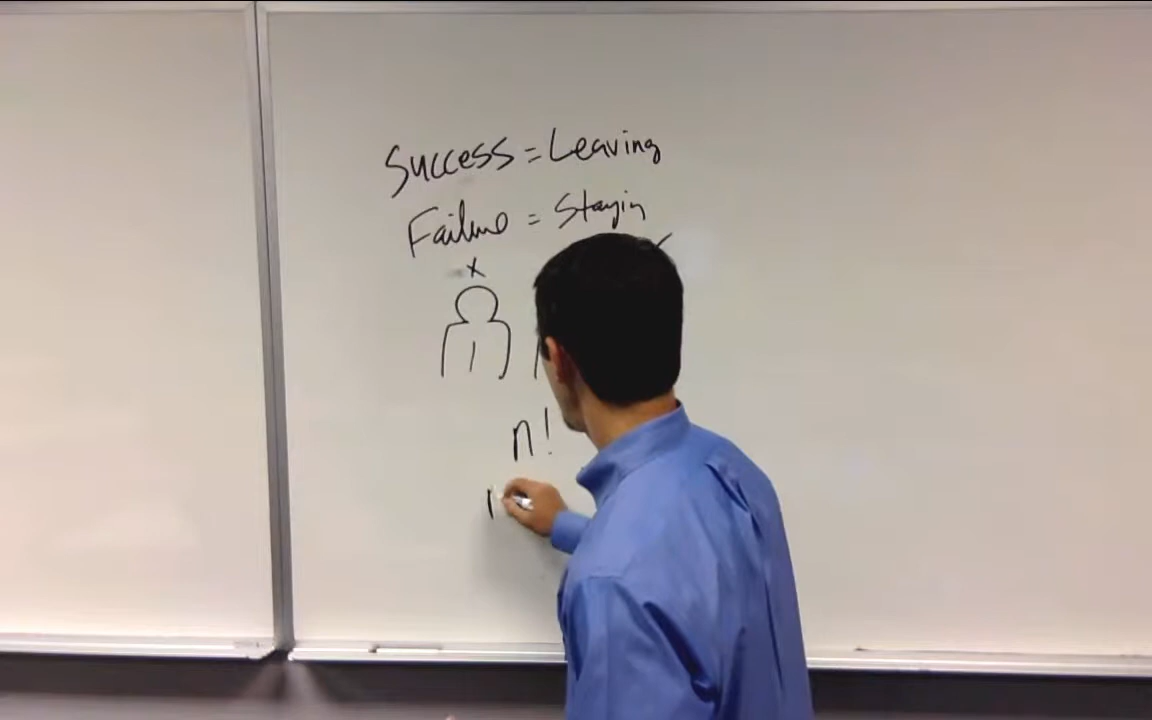 Success = Leaving
Failure = Stayin
x
n!